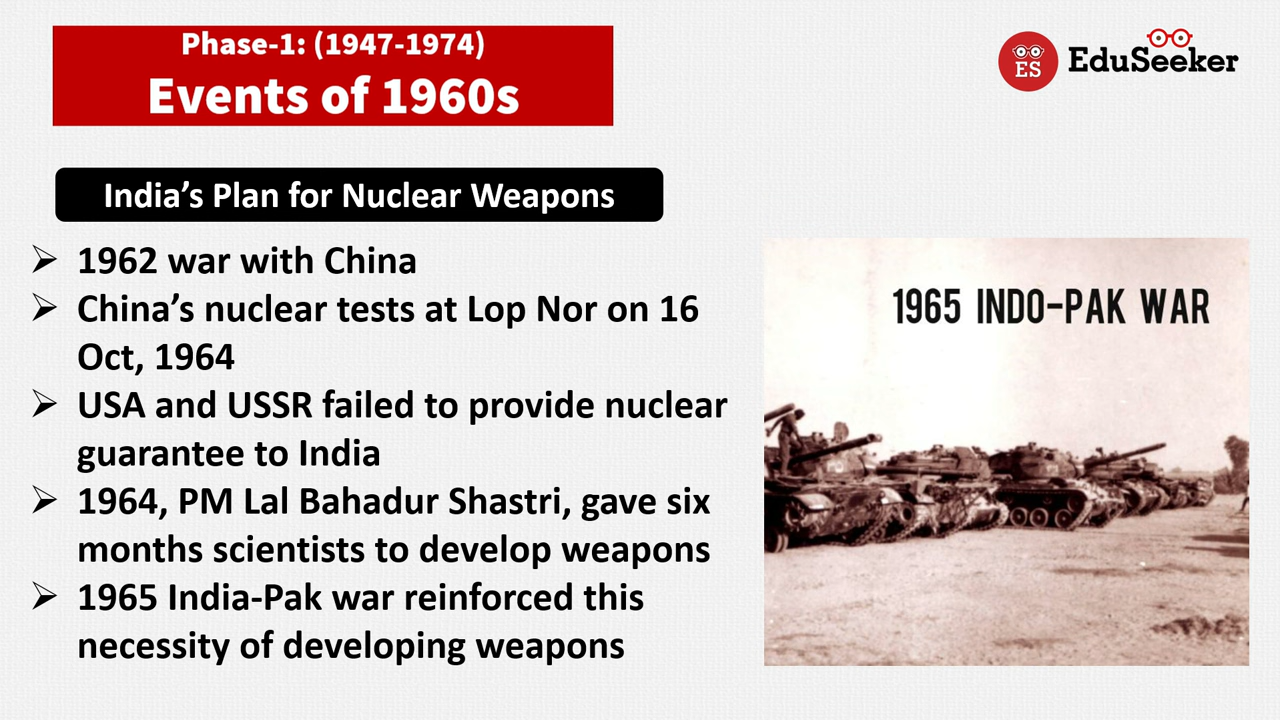 Phase-1: (1947-1974)
Events of 1960s
ES
EduSeeker
India's Plan for Nuclear Weapons
➢ 1962 war with China
➢ China's nuclear tests at Lop Nor on 16
Oct, 1964
➢ USA and USSR failed to provide nuclear
guarantee to India
➢ 1964, PM Lal Bahadur Shastri, gave six
months scientists to develop weapons
➢ 1965 India-Pak war reinforced this
necessity of developing weapons
1965 INDO-PAK WAR